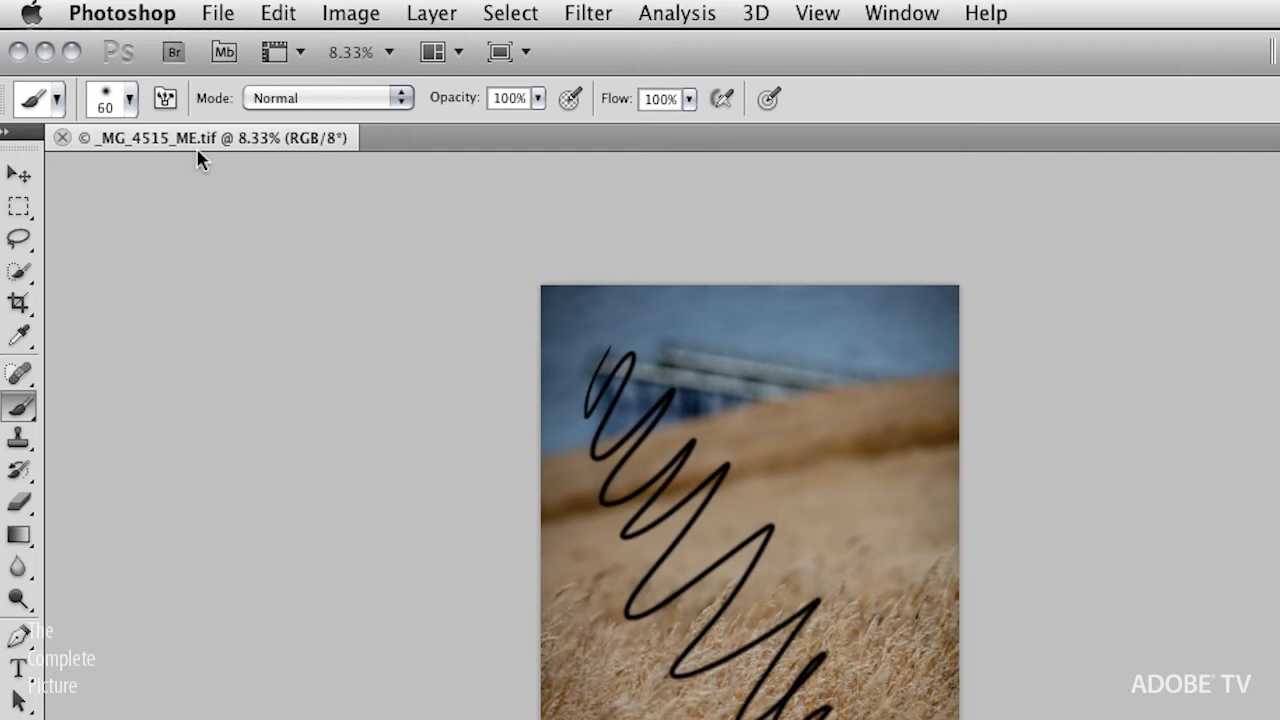 Photoshop File Edit Image Layer Select Filter Analysis 3D View Window Help
Ps Br Mb 8.33%
60 Mode: Normal Opacity: 100% Flow: 100%
© _MG_4515_ME.tif @ 8.33% (RGB/8*)
T
The
Complete
Picture
ADOBE® TV